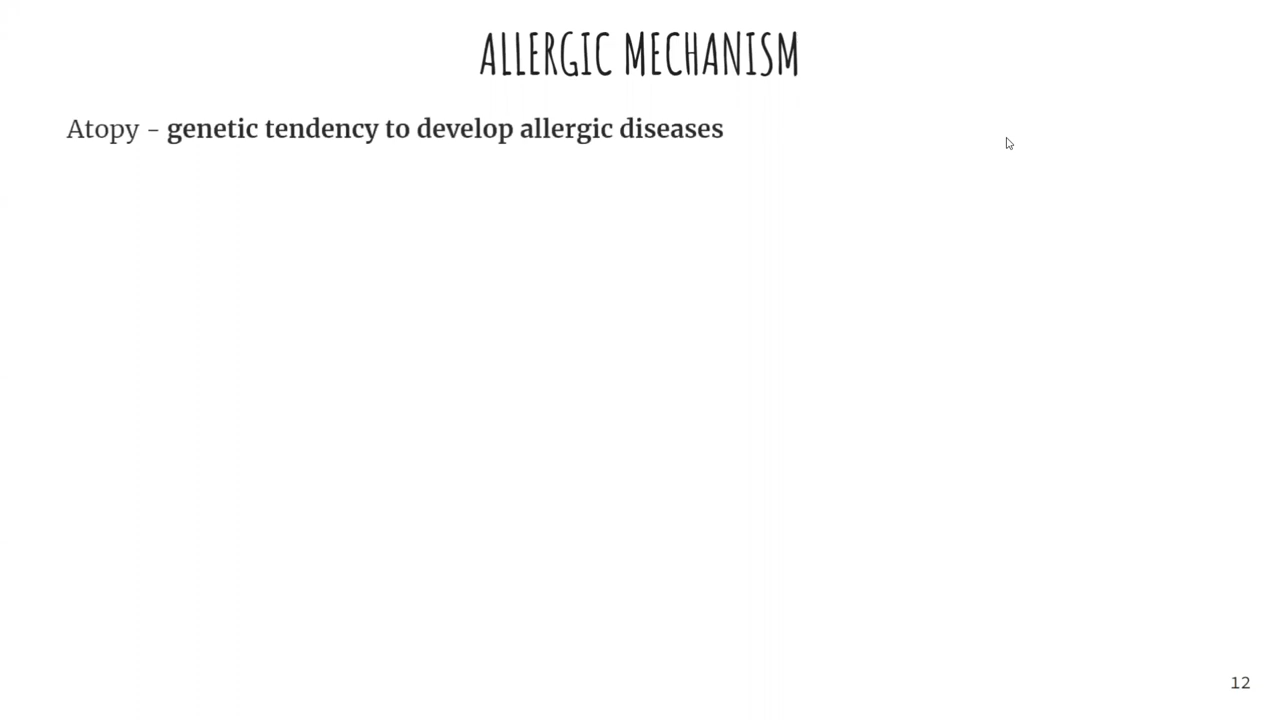 ALLERGIC MECHANISM
Atopy - genetic tendency to develop allergic diseases
12